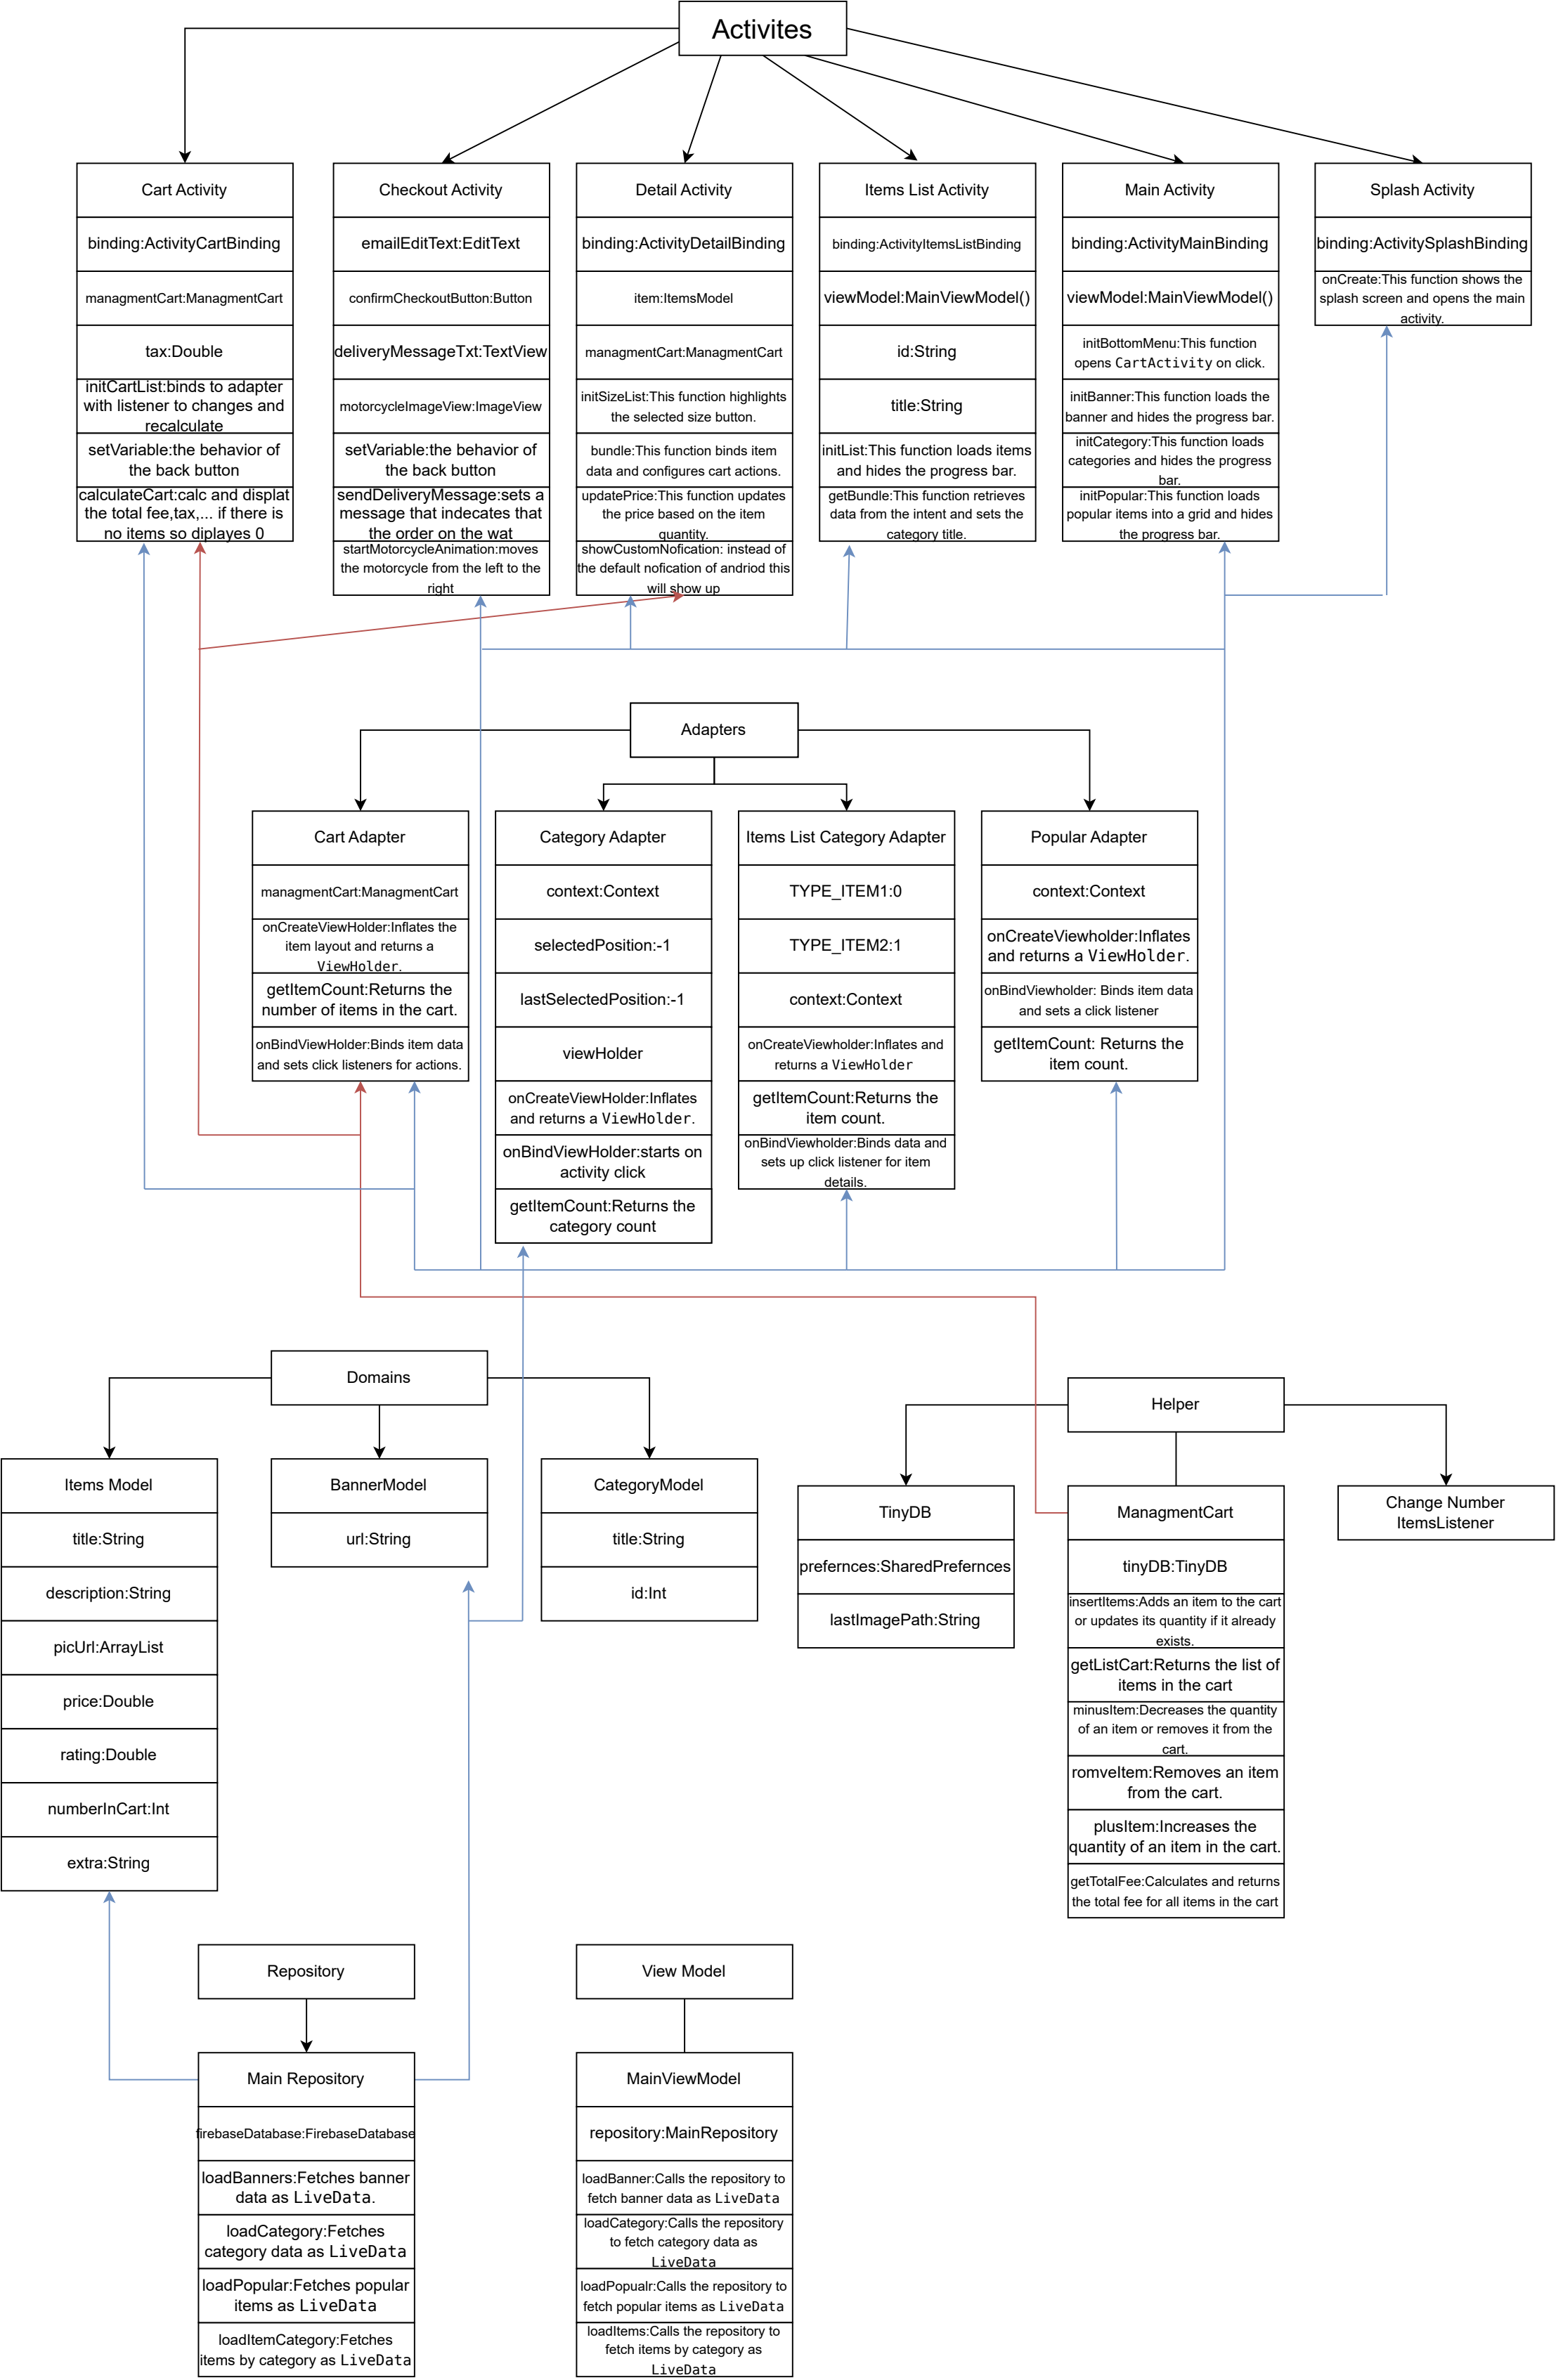 Activites
Cart Activity
binding:ActivityCartBinding
managmentCart:ManagmentCart
tax:Double
initCartList:binds to adapter
with listener to changes and
recalculate
setVariable:the behavior of
the back button
calculateCart:calc and displat
the total fee,tax,... if there is
no items so diplayes 0
Checkout Activity
emailEditText:EditText
confirmCheckoutButton:Button
deliveryMessageTxt:TextView
motorcycleImageView:ImageView
setVariable:the behavior of
the back button
sendDeliveryMessage:sets a
message that indecates that
the order on the wat
startMotorcycleAnimation:moves
the motorcycle from the left to the
right
Detail Activity
binding:ActivityDetailBinding
item:ItemsModel
managmentCart:ManagmentCart
initSizeList:This function highlights
the selected size button.
bundle:This function binds item
data and configures cart actions.
updatePrice:This function updates
the price based on the item
quantity.
showCustomNofication: instead of
the default nofication of andriod this
will show up
Items List Activity
binding:ActivityItemsListBinding
viewModel:MainViewModel()
id:String
title:String
initList:This function loads items
and hides the progress bar.
getBundle:This function retrieves
data from the intent and sets the
category title.
Main Activity
binding:ActivityMainBinding
viewModel:MainViewModel()
initBottomMenu:This function
opens CartActivity on click.
initBanner:This function loads the
banner and hides the progress bar.
initCategory:This function loads
categories and hides the progress
bar.
initPopular:This function loads
popular items into a grid and hides
the progress bar.
Splash Activity
binding:ActivitySplashBinding
onCreate:This function shows the
splash screen and opens the main
activity.
Adapters
Cart Adapter
managmentCart:ManagmentCart
onCreateViewHolder:Inflates the
item layout and returns a
ViewHolder.
getItemCount:Returns the
number of items in the cart.
onBindViewHolder:Binds item data
and sets click listeners for actions.
Category Adapter
context:Context
selectedPosition:-1
lastSelectedPosition:-1
viewHolder
onCreateViewHolder:Inflates
and returns a ViewHolder.
onBindViewHolder:starts on
activity click
getItemCount:Returns the
category count
Items List Category Adapter
TYPE_ITEM1:0
TYPE_ITEM2:1
context:Context
onCreateViewholder:Inflates and
returns a ViewHolder
getItemCount:Returns the
item count.
onBindViewholder:Binds data and
sets up click listener for item
details.
Popular Adapter
context:Context
onCreateViewholder:Inflates
and returns a ViewHolder.
onBindViewholder: Binds item data
and sets a click listener
getItemCount: Returns the
item count.
Domains
Items Model
title:String
description:String
picUrl:ArrayList
price:Double
rating:Double
numberInCart:Int
extra:String
BannerModel
url:String
CategoryModel
title:String
id:Int
Helper
TinyDB
prefernces:SharedPrefernces
lastImagePath:String
ManagmentCart
tinyDB:TinyDB
insertItems:Adds an item to the cart
or updates its quantity if it already
exists.
getListCart:Returns the list of
items in the cart
minusItem:Decreases the quantity
of an item or removes it from the
cart.
romveItem:Removes an item
from the cart.
plusItem:Increases the
quantity of an item in the cart.
getTotalFee:Calculates and returns
the total fee for all items in the cart
Change Number
ItemsListener
Repository
Main Repository
firebaseDatabase:FirebaseDatabase
loadBanners:Fetches banner
data as LiveData.
loadCategory:Fetches
category data as LiveData
loadPopular:Fetches popular
items as LiveData
loadItemCategory:Fetches
items by category as LiveData
View Model
MainViewModel
repository:MainRepository
loadBanner:Calls the repository to
fetch banner data as LiveData
loadCategory:Calls the repository
to fetch category data as
LiveData
loadPopualr:Calls the repository to
fetch popular items as LiveData
loadItems:Calls the repository to
fetch items by category as
LiveData